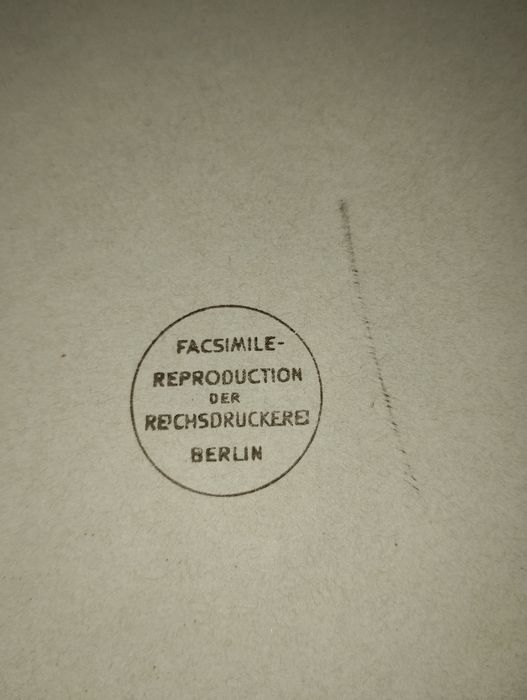 FACSIMILE-
REPRODUCTION
DER
REICHSDRUCKEREI
BERLIN